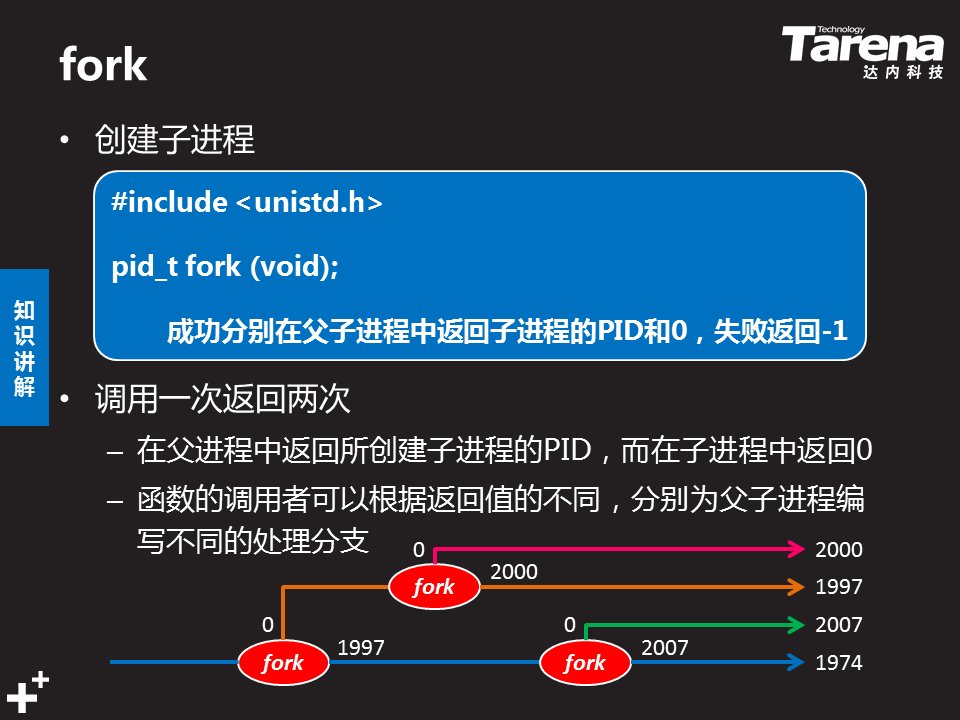 fork
Technology
Tarena
达内科技
• 创建子进程
#include <unistd.h>
pid_t fork (void);
成功分别在父子进程中返回子进程的PID和0，失败返回-1
知识讲解
• 调用一次返回两次
– 在父进程中返回所创建子进程的PID，而在子进程中返回0
– 函数的调用者可以根据返回值的不同，分别为父子进程编
写不同的处理分支
0
2000
fork
2000
1997
0
0
2007
fork
1997
fork
2007
1974